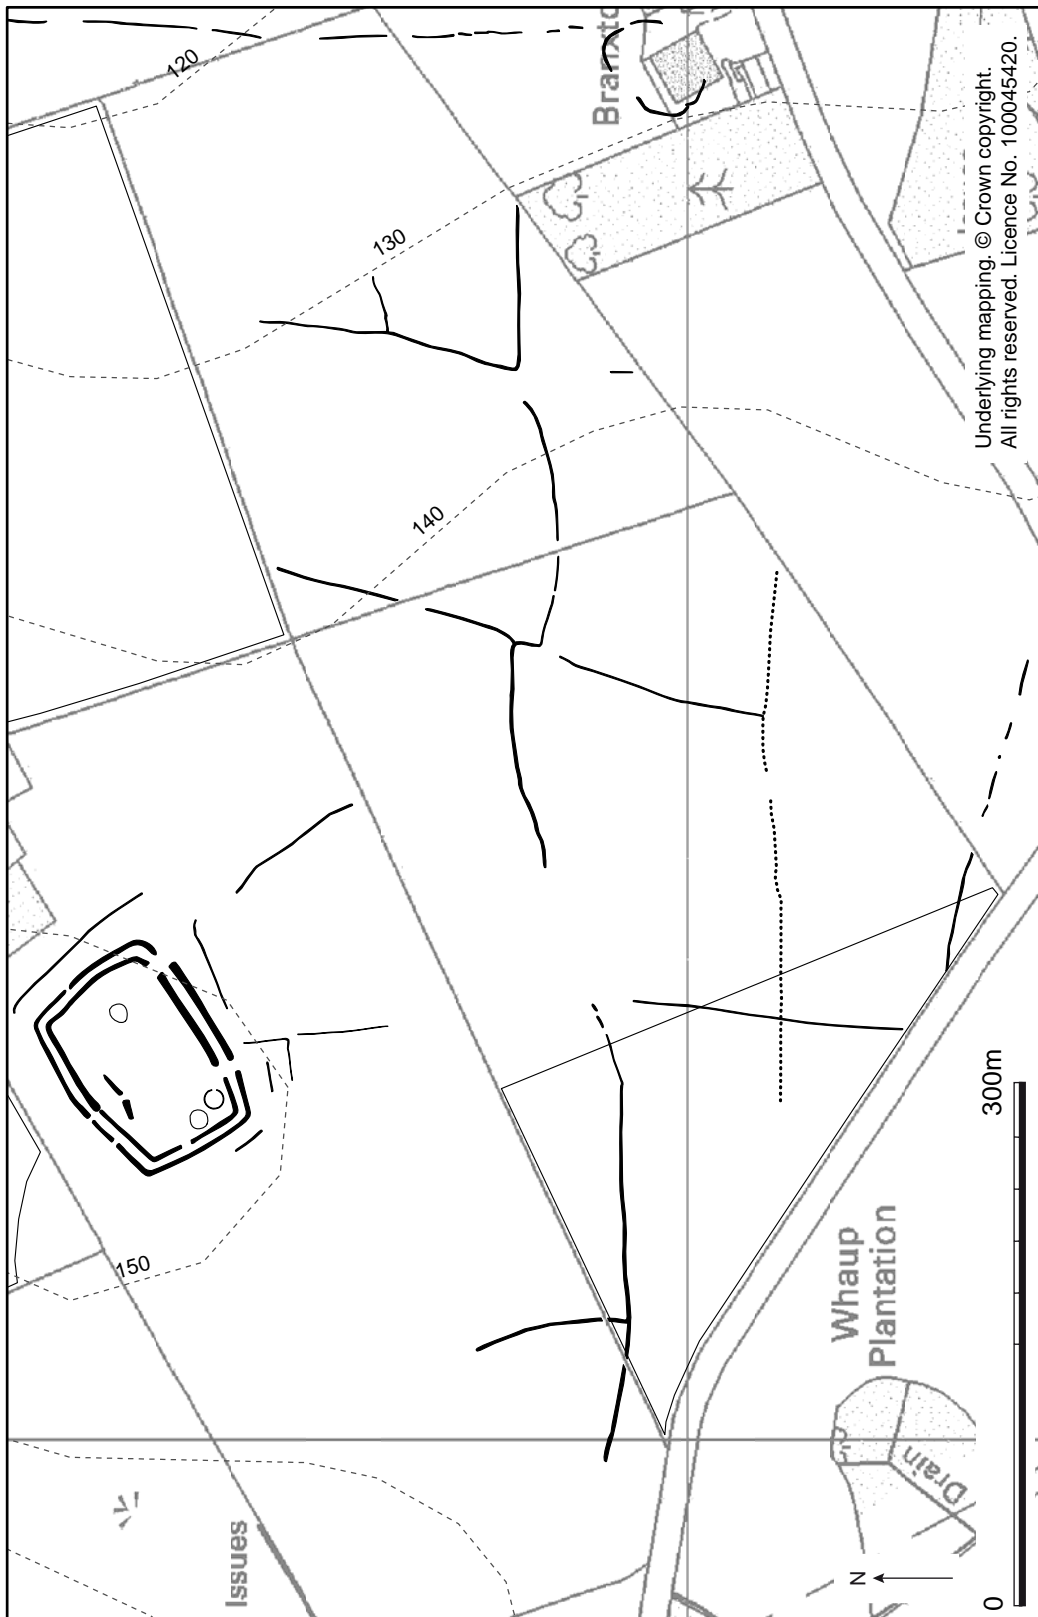 120
130
140
150
Branxto
Issues
Whaup
Plantation
Drain
N
0
300m
Underlying mapping. © Crown copyright.
All rights reserved. Licence No. 100045420.